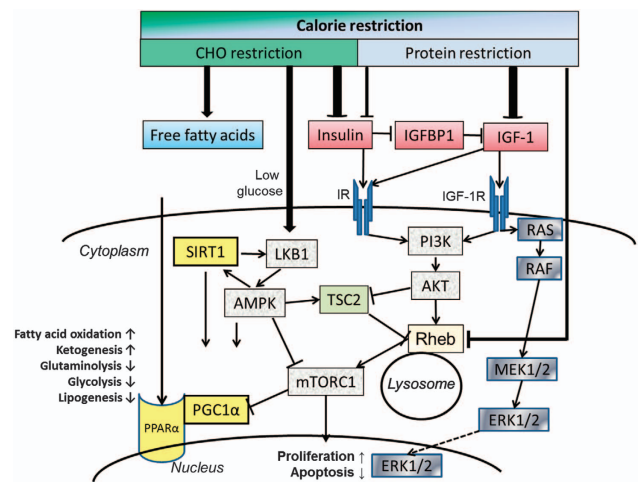 Calorie restriction
CHO restriction
Protein restriction
Free fatty acids
Insulin
IGFBP1
IGF-1
Low
glucose
IR
IGF-1R
Cytoplasm
SIRT1
LKB1
PI3K
RAS
RAF
AMPK
TSC2
AKT
Rheb
Fatty acid oxidation ↑
Ketogenesis ↑
Glutaminolysis ↓
Glycolysis ↓
Lipogenesis ↓
mTORC1
Lysosome
MEK1/2
PPARα
PGC1α
ERK1/2
Nucleus
Proliferation ↑
Apoptosis ↓
ERK1/2